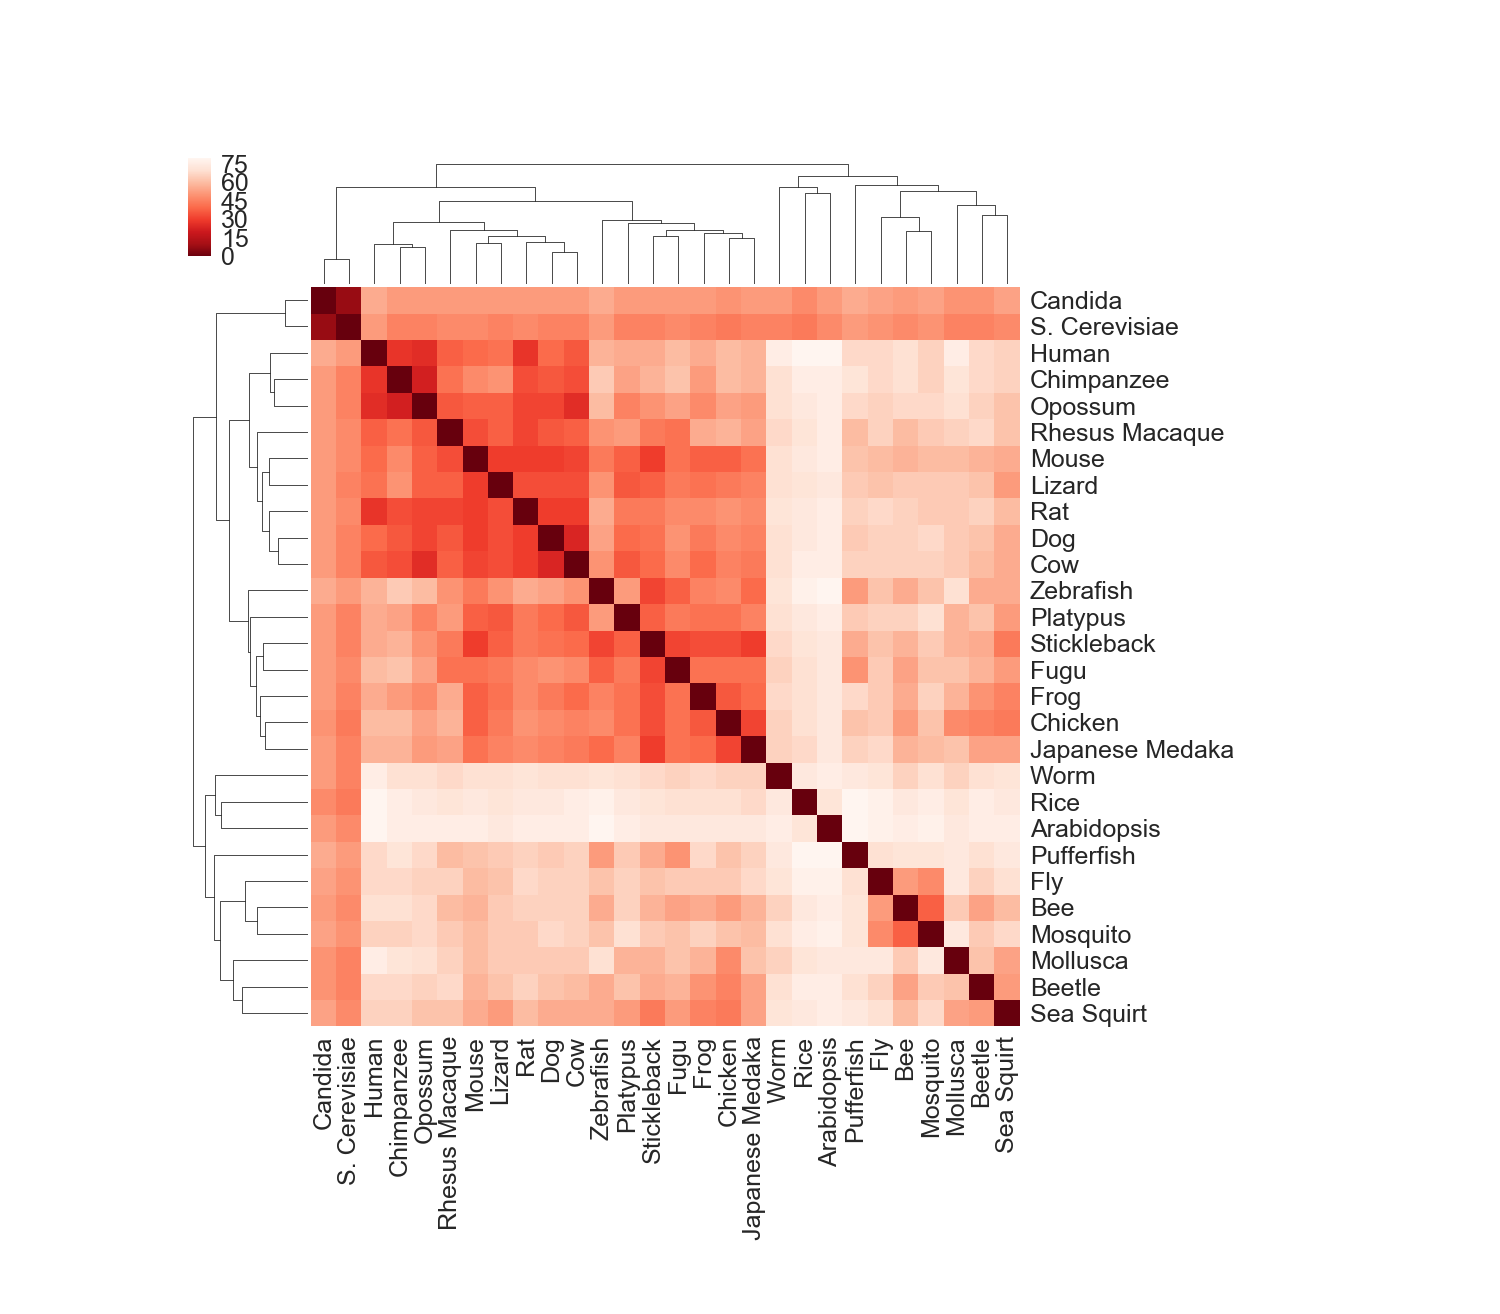 75
60
45
30
15
0
Candida
S. Cerevisiae
Human
Chimpanzee
Opossum
Rhesus Macaque
Mouse
Lizard
Rat
Dog
Cow
Zebrafish
Platypus
Stickleback
Fugu
Frog
Chicken
Japanese Medaka
Worm
Rice
Arabidopsis
Pufferfish
Fly
Bee
Mosquito
Mollusca
Beetle
Sea Squirt
Candida
S. Cerevisiae
Human
Chimpanzee
Opossum
Rhesus Macaque
Mouse
Lizard
Rat
Dog
Cow
Zebrafish
Platypus
Stickleback
Fugu
Frog
Chicken
Japanese Medaka
Worm
Rice
Arabidopsis
Pufferfish
Fly
Bee
Mosquito
Mollusca
Beetle
Sea Squirt